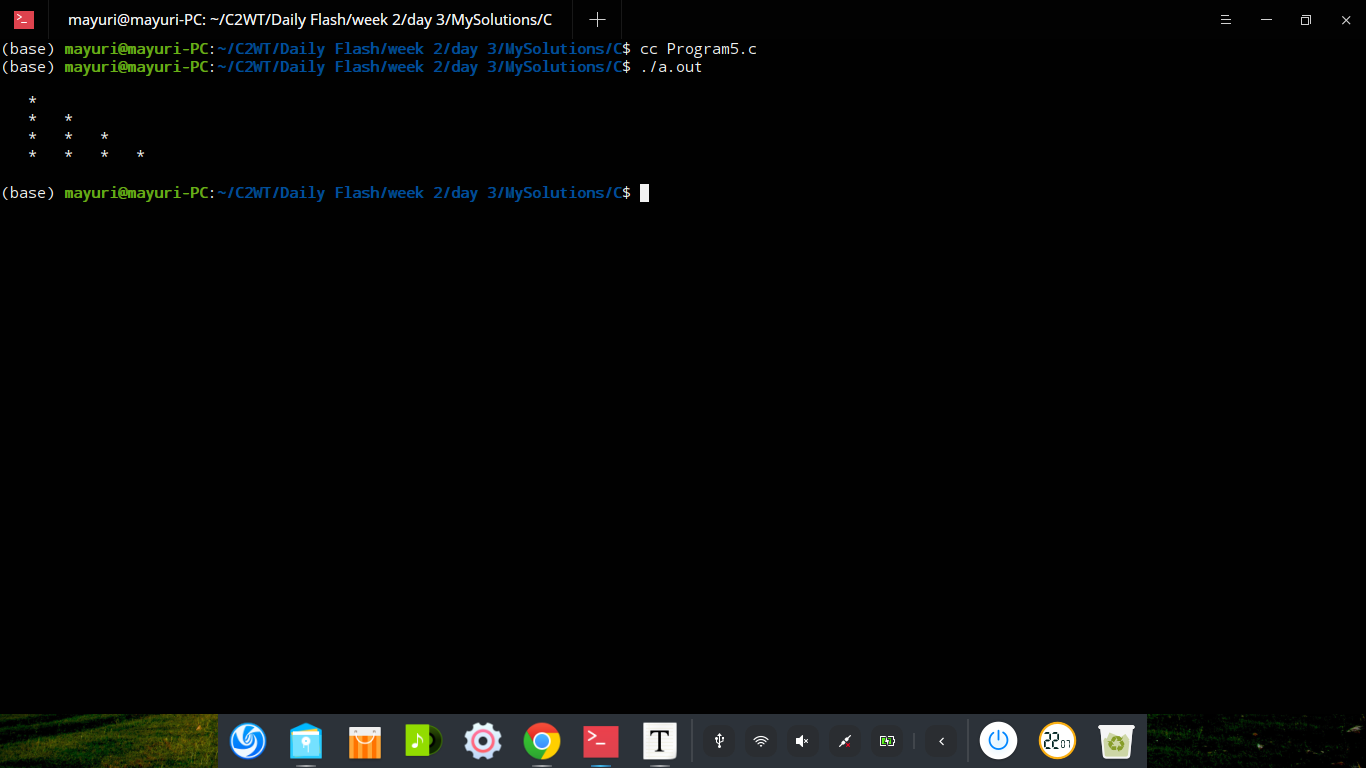 mayuri@mayuri-PC: ~/C2WT/Daily Flash/week 2/day 3/MySolutions/C
(base) mayuri@mayuri-PC:~/C2WT/Daily Flash/week 2/day 3/MySolutions/C$ cc Program5.c
(base) mayuri@mayuri-PC:~/C2WT/Daily Flash/week 2/day 3/MySolutions/C$ ./a.out
*
* *
* * *
* * * *
(base) mayuri@mayuri-PC:~/C2WT/Daily Flash/week 2/day 3/MySolutions/C$
T
22 07